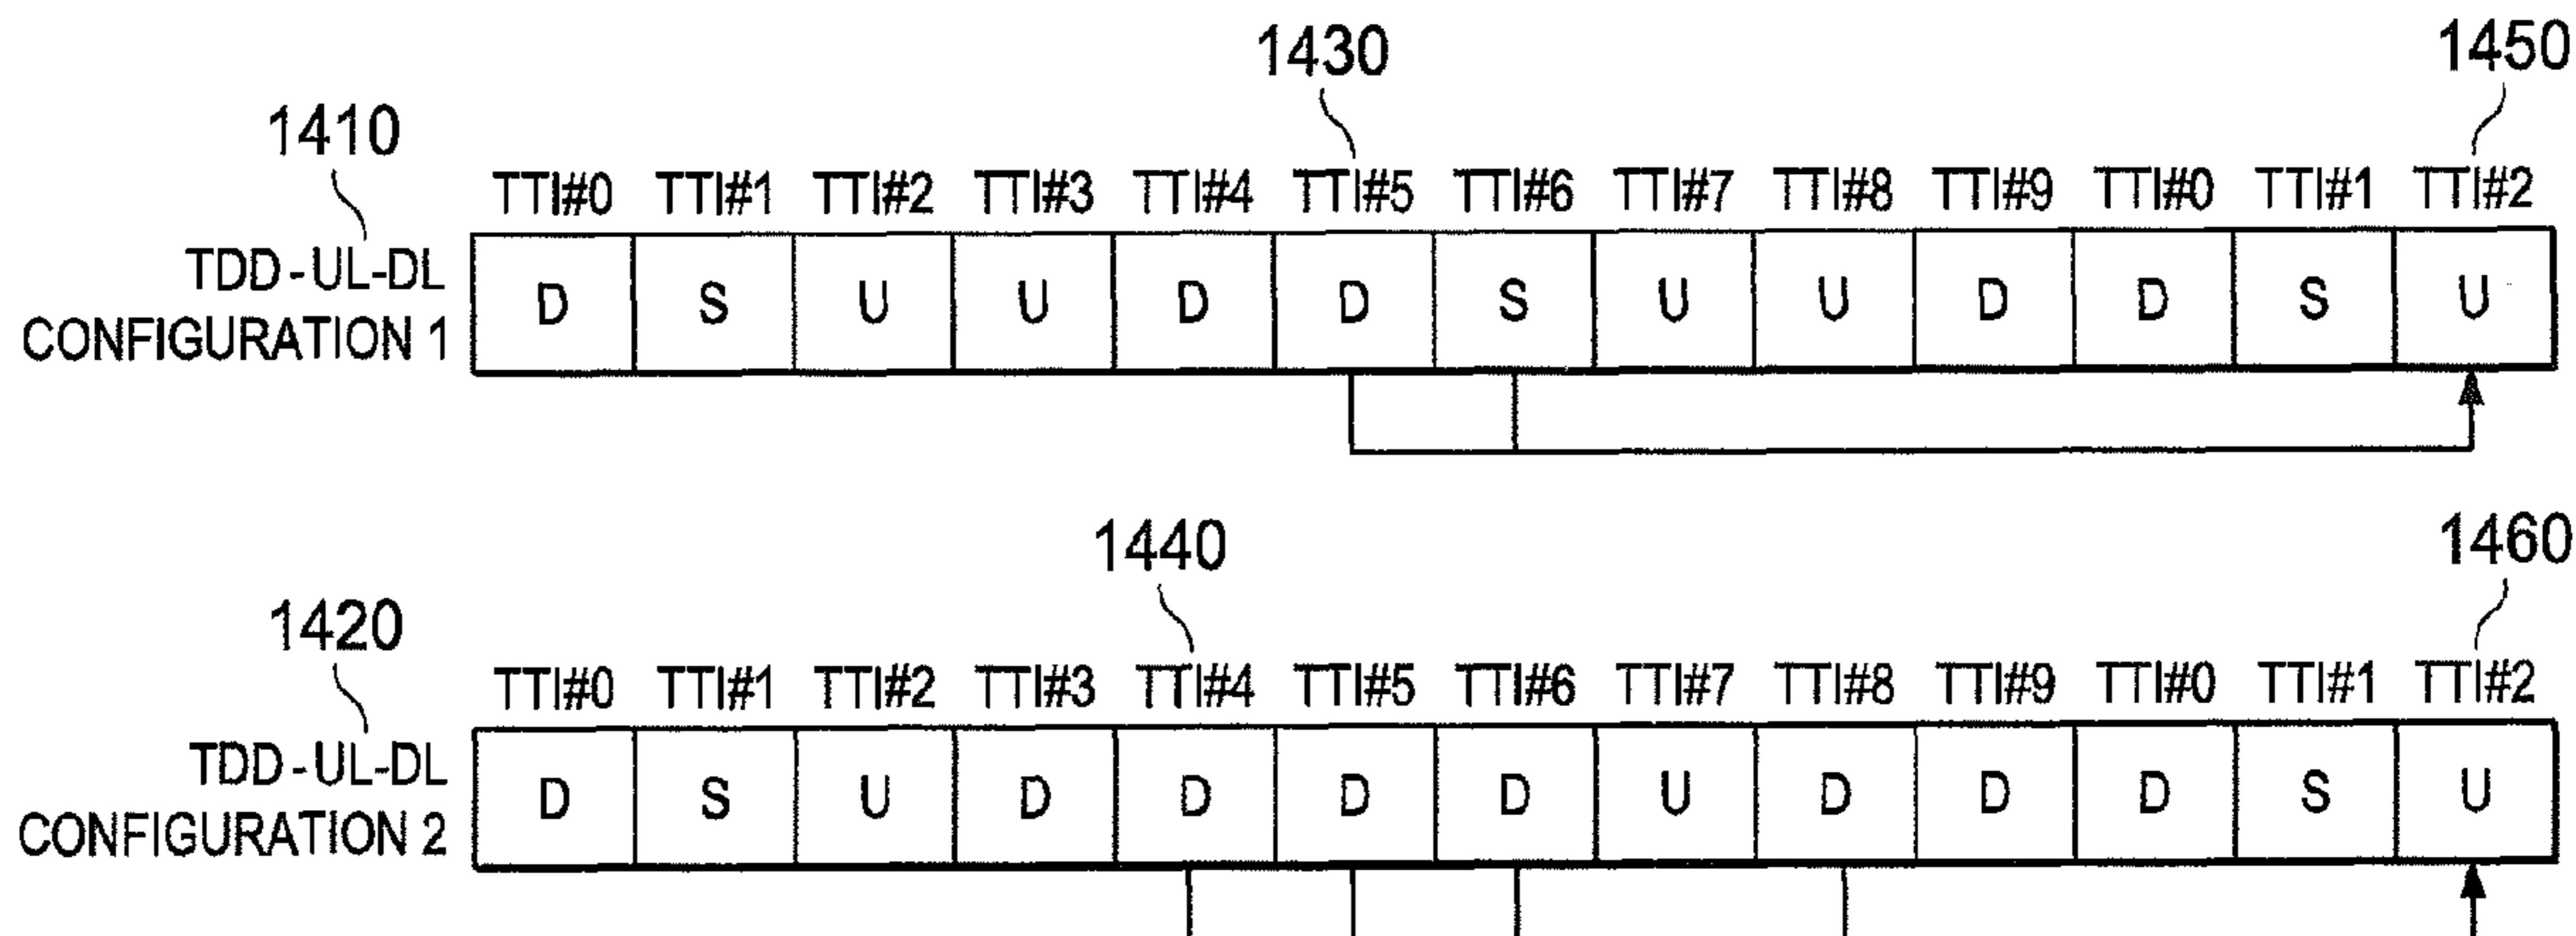 1430
1450
1410
TTI#0 TTI#1 TTI#2 TTI#3 TTI#4 TTI#5 TTI#6 TTI#7 TTI#8 TTI#9 TTI#0 TTI#1 TTI#2
TDD-UL-DL
CONFIGURATION 1
D S U U D D S U U D D S U
1440
1460
1420
TTI#0 TTI#1 TTI#2 TTI#3 TTI#4 TTI#5 TTI#6 TTI#7 TTI#8 TTI#9 TTI#0 TTI#1 TTI#2
TDD-UL-DL
CONFIGURATION 2
D S U D D D D U D D D S U